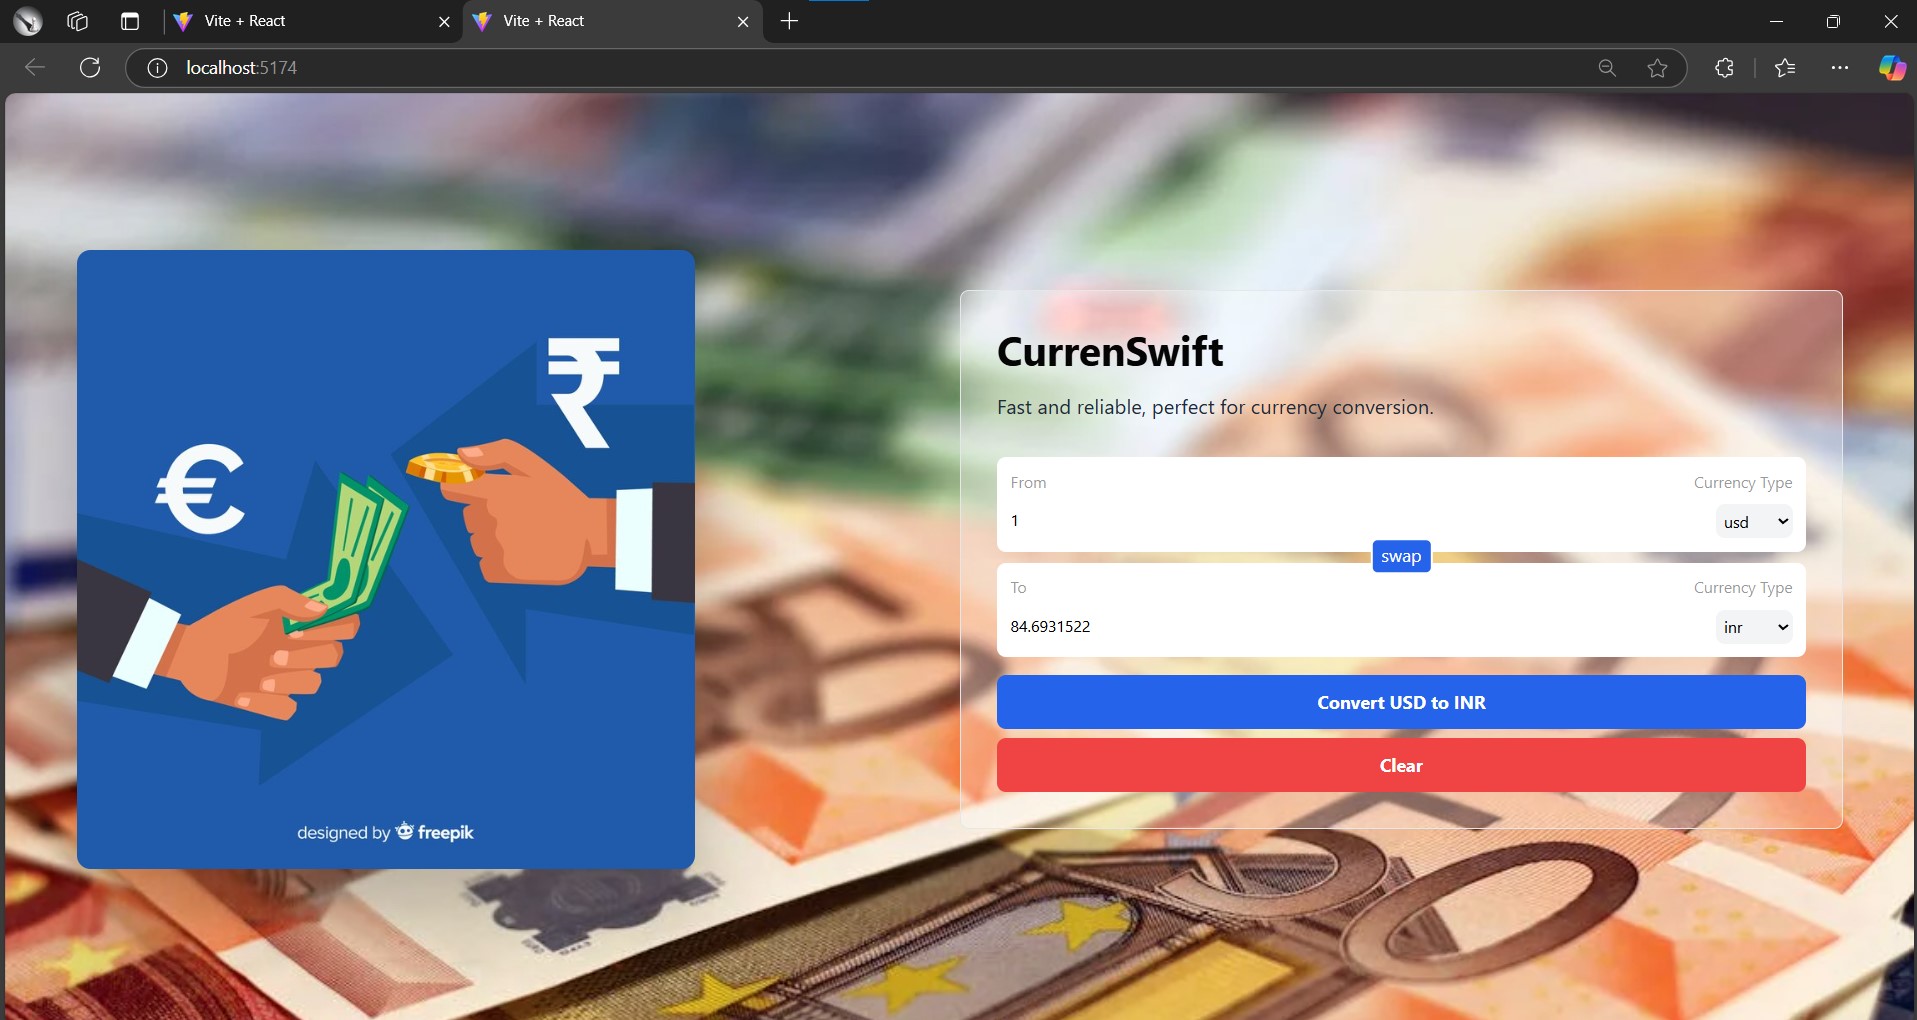 Vite + React
Vite + React
localhost:5174
€
₹
designed by freepik
CurrenSwift
Fast and reliable, perfect for currency conversion.
From
Currency Type
1
usd
swap
To
Currency Type
84.6931522
inr
Convert USD to INR
Clear